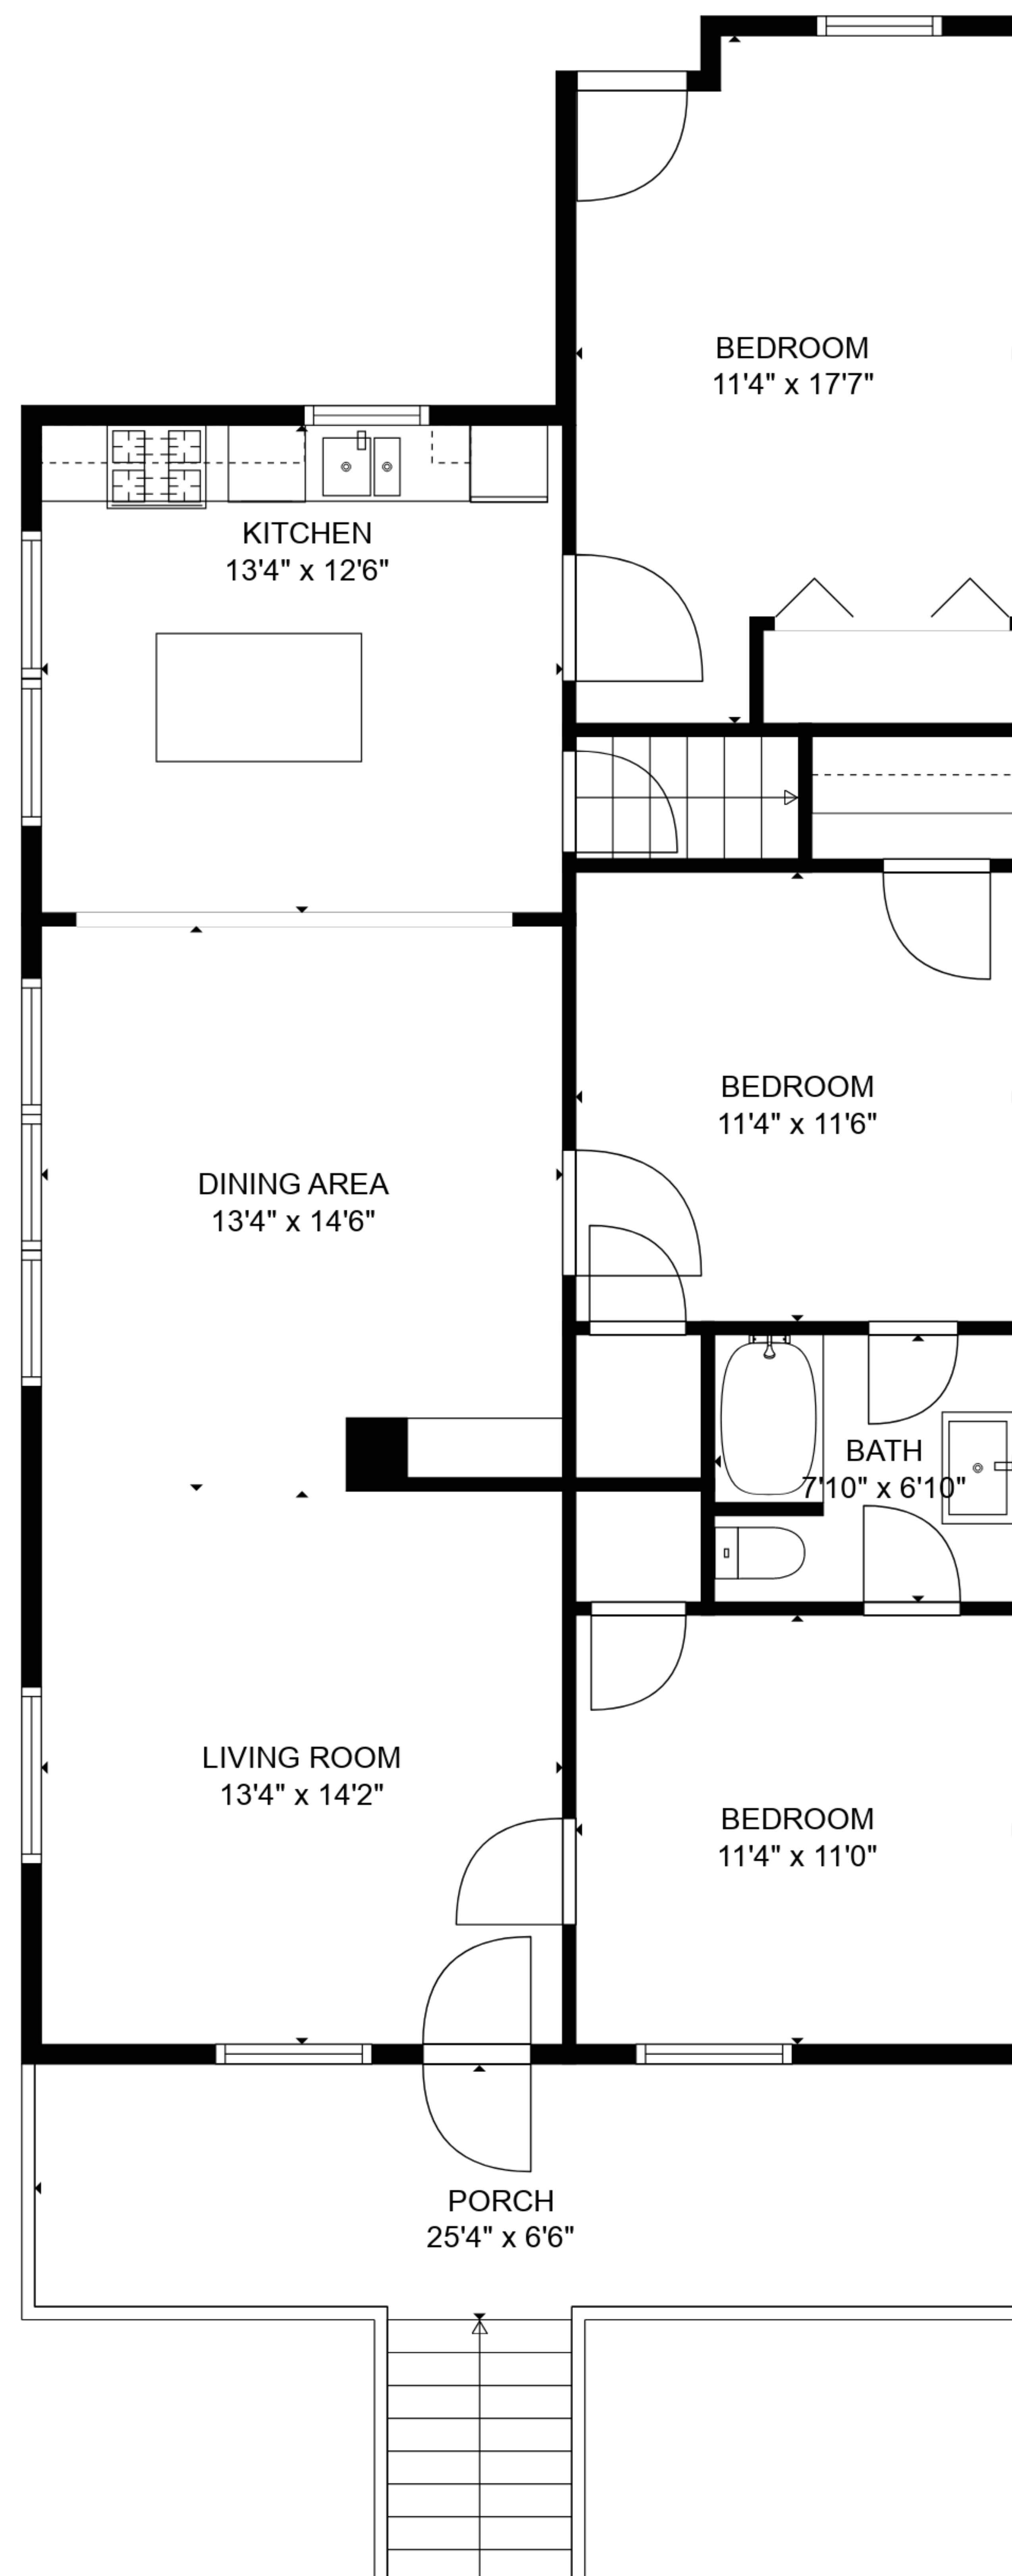 BEDROOM
11'4" x 17'7"
KITCHEN
13'4" x 12'6"
BEDROOM
11'4" x 11'6"
DINING AREA
13'4" x 14'6"
BATH
7'10" x 6'10"
LIVING ROOM
13'4" x 14'2"
BEDROOM
11'4" x 11'0"
PORCH
25'4" x 6'6"